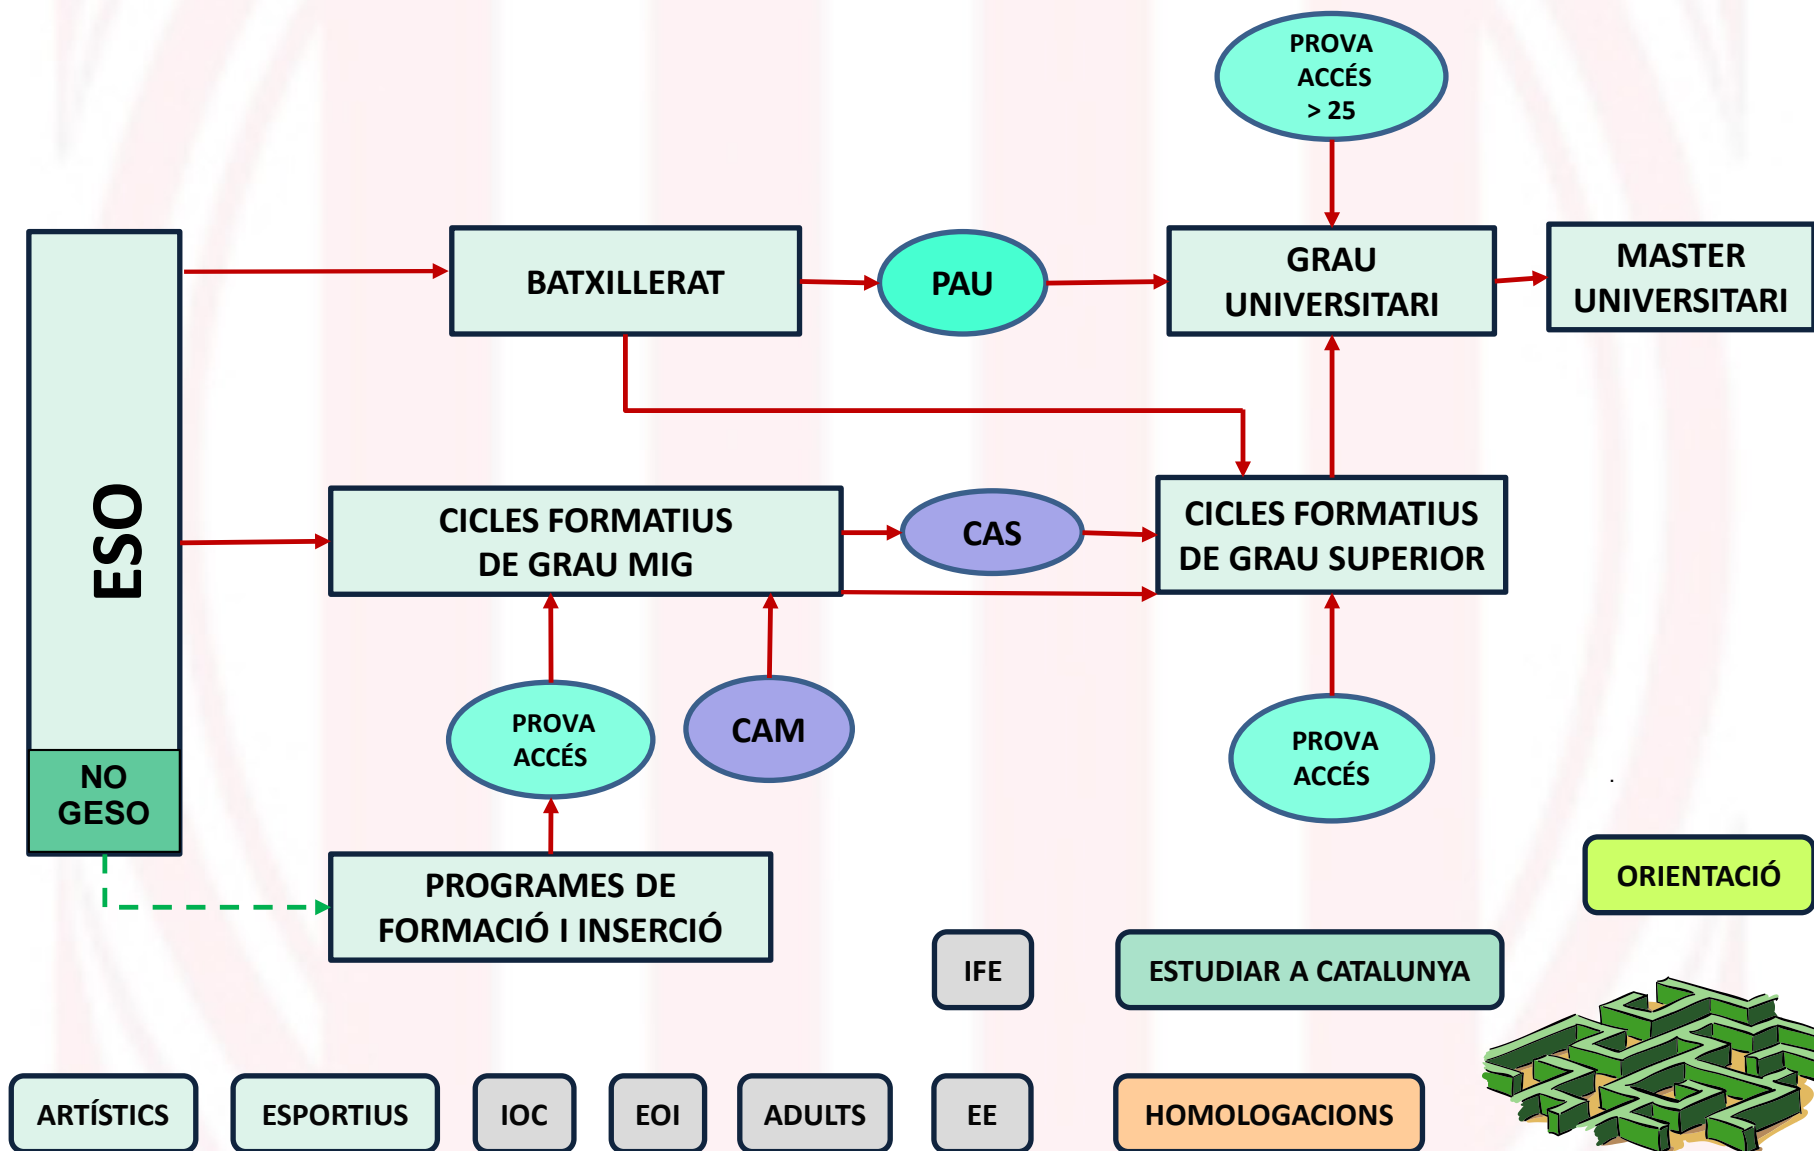 PROVA
ACCÉS
> 25
BATXILLERAT
PAU
GRAU
UNIVERSITARI
MASTER
UNIVERSITARI
ESO
CICLES FORMATIUS
DE GRAU MIG
CAS
CICLES FORMATIUS
DE GRAU SUPERIOR
PROVA
ACCÉS
CAM
PROVA
ACCÉS
NO
GESO
PROGRAMES DE
FORMACIÓ I INSERCIÓ
.
ORIENTACIÓ
IFE
ESTUDIAR A CATALUNYA
ARTÍSTICS
ESPORTIUS
IOC
EOI
ADULTS
EE
HOMOLOGACIONS